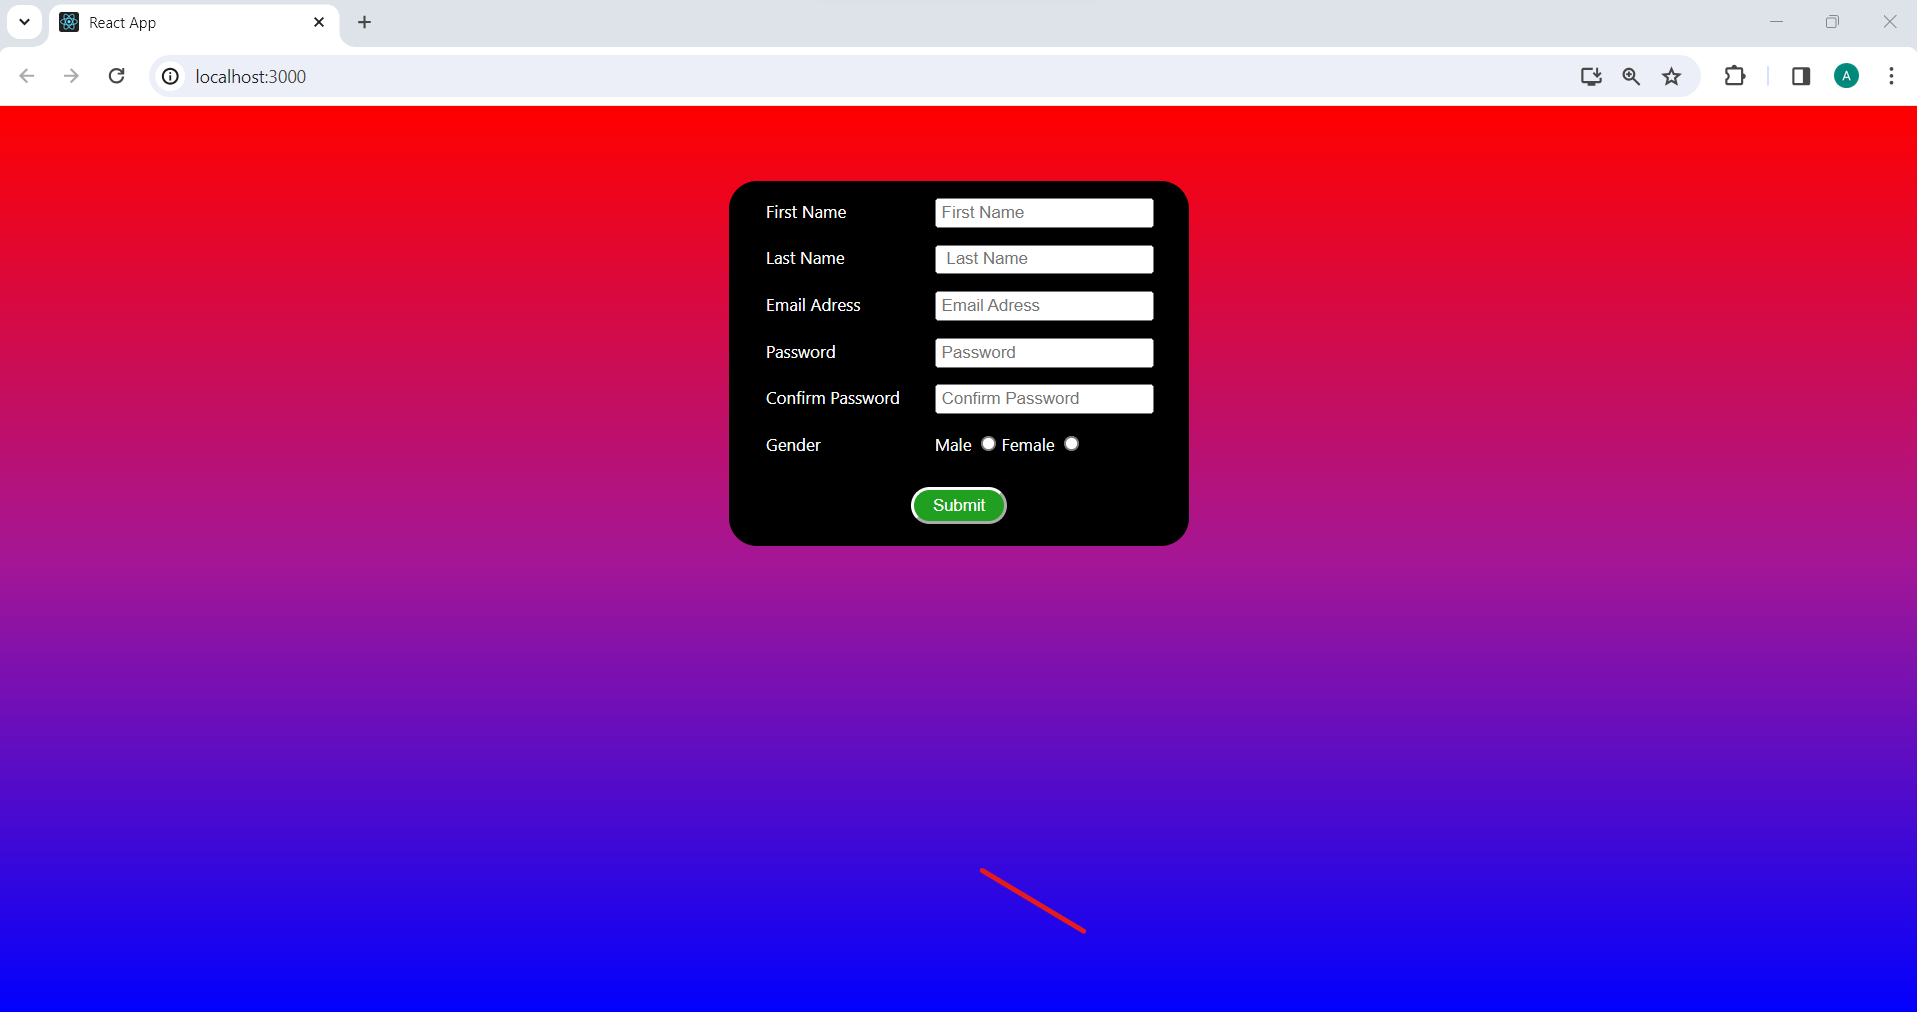 React App
localhost:3000
A
First Name First Name
Last Name Last Name
Email Adress Email Adress
Password Password
Confirm Password Confirm Password
Gender Male Female
Submit